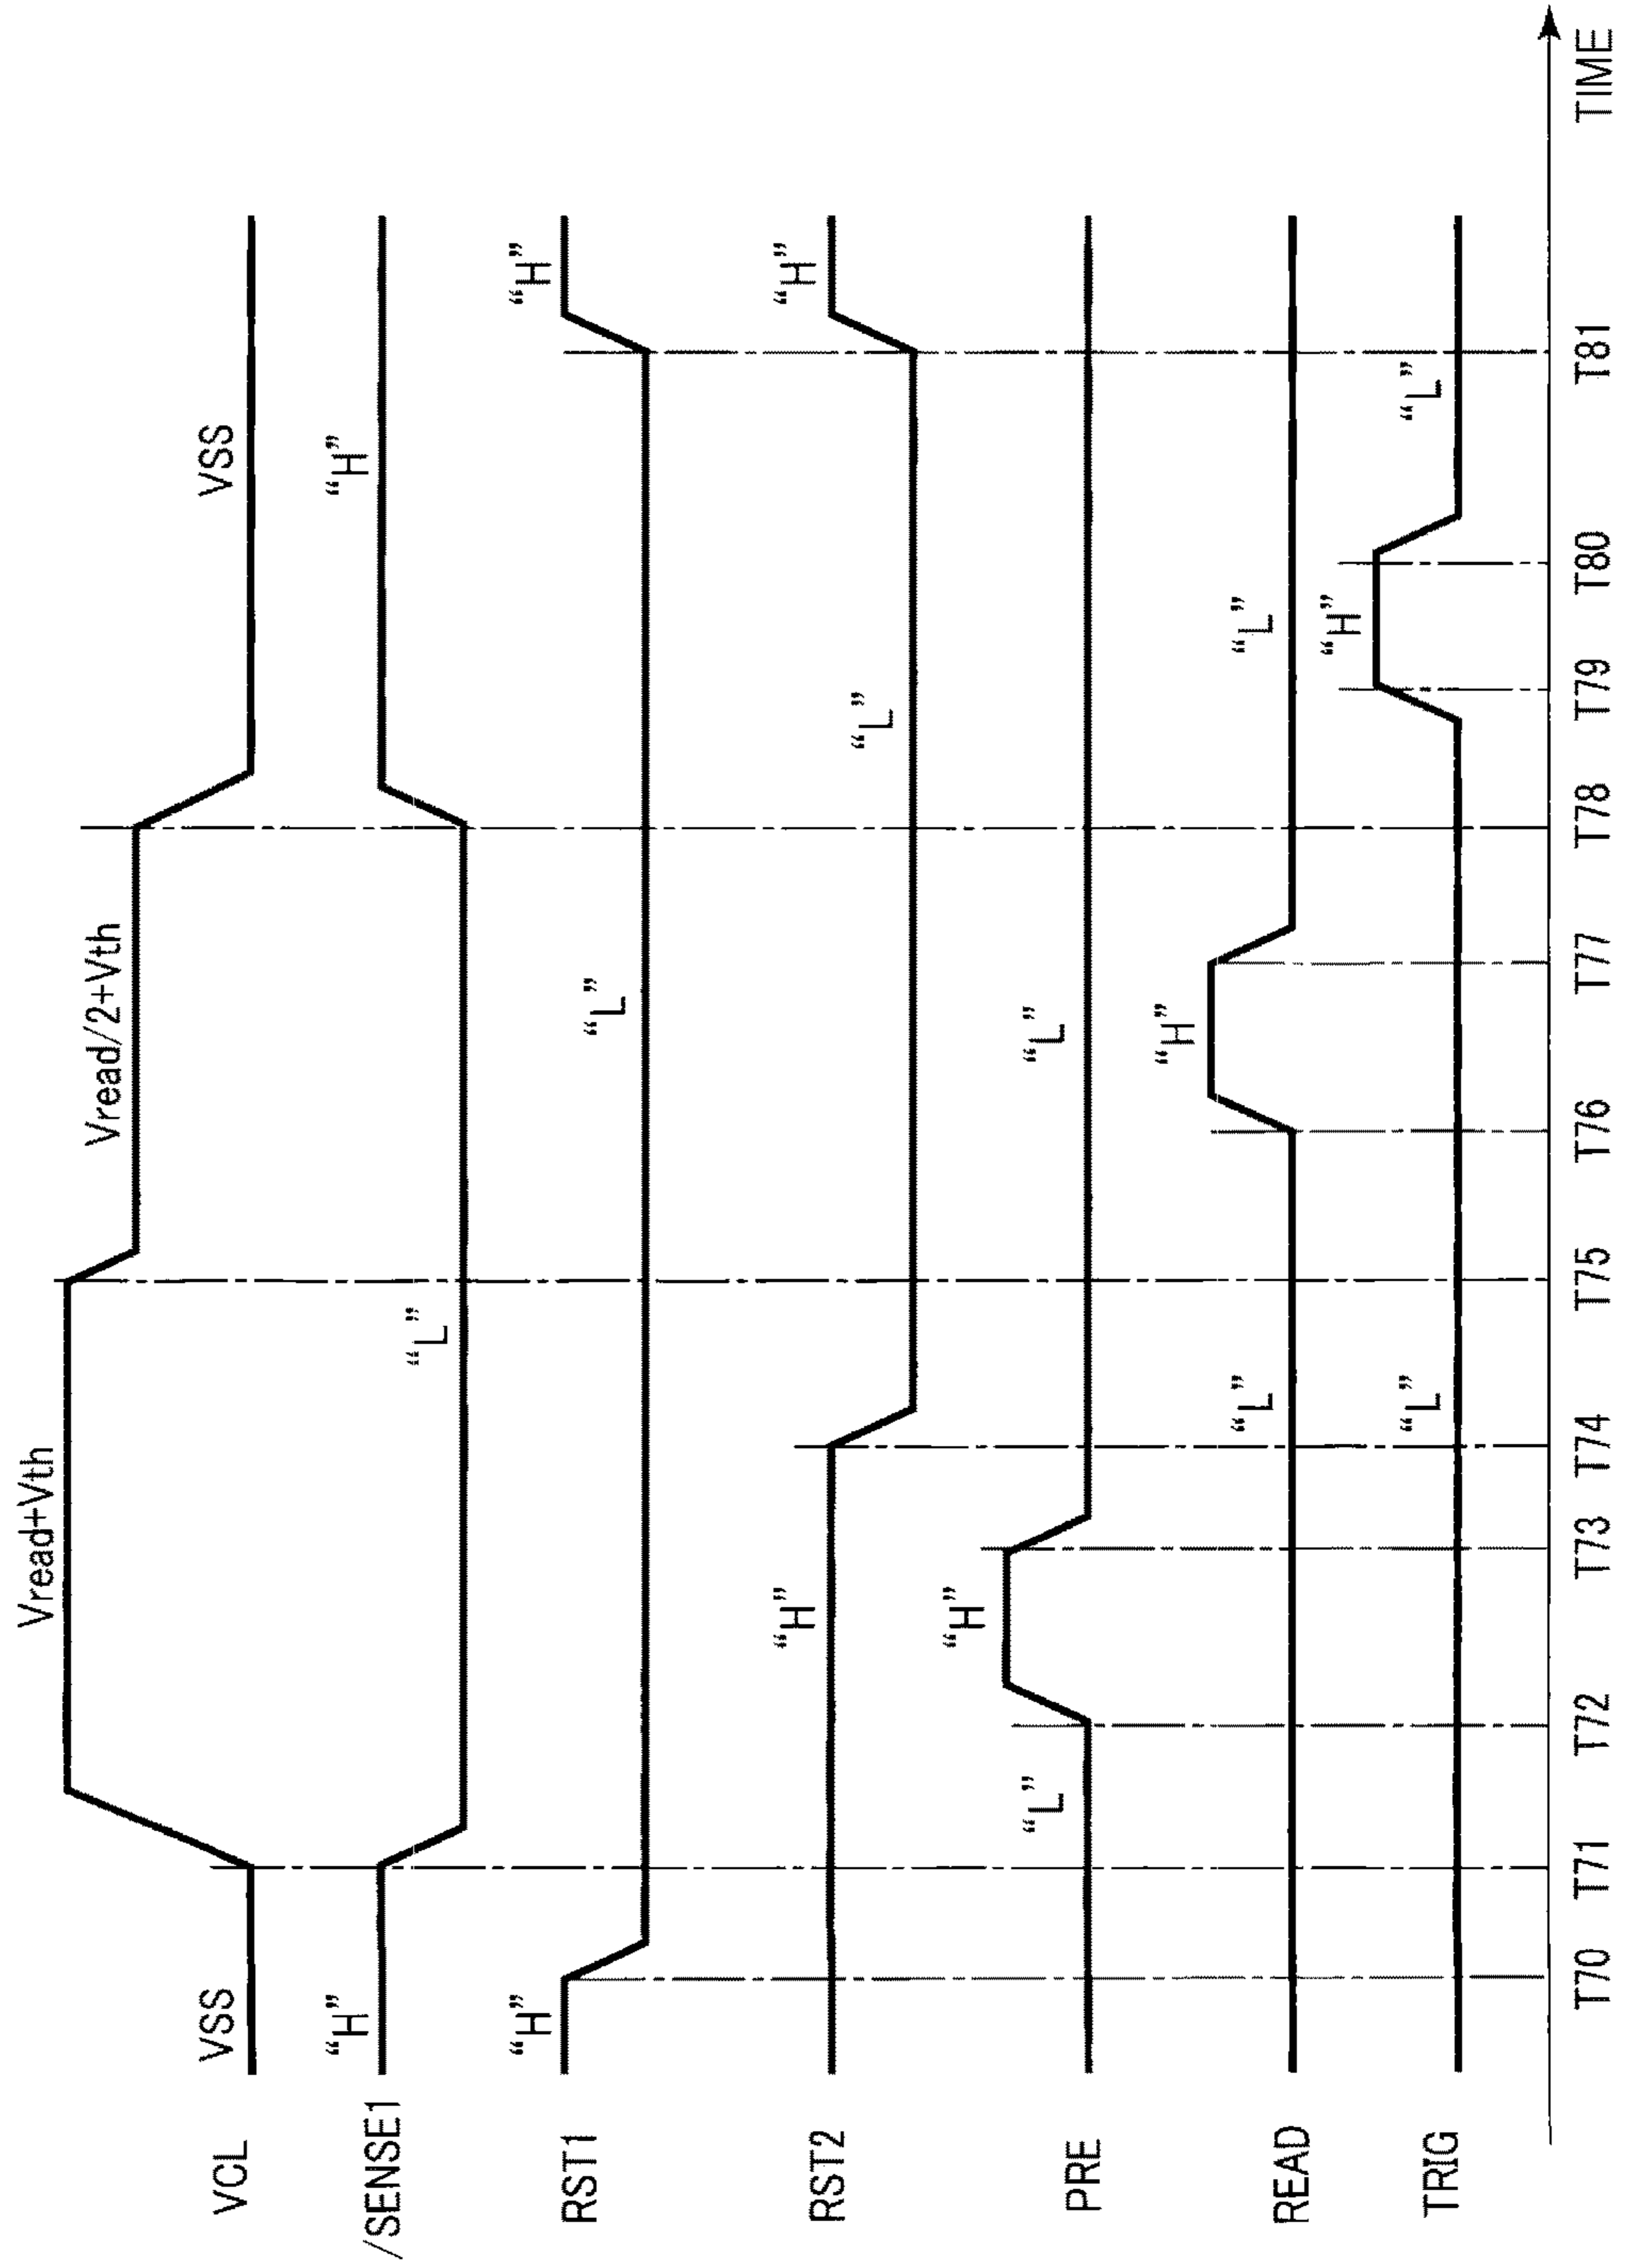 VCL VSS Vread+Vth Vread/2+Vth VSS
/SENSE1 “H” “L” “H”
RST1 “H” “L” “H”
RST2 “H” “L” “H”
PRE “L” “H” “L”
READ “L” “H” “L”
TRIG “L” “H” “L”
T70 T71 T72 T73 T74 T75 T76 T77 T78 T79 T80 T81 TIME